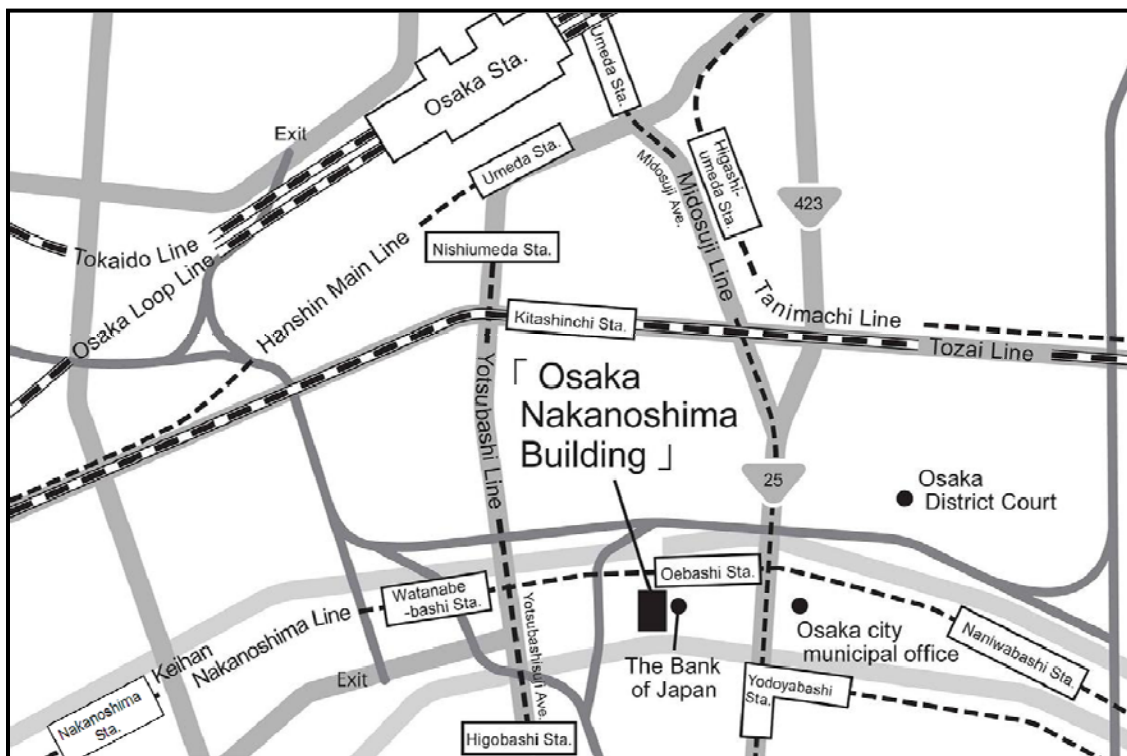 Osaka Sta.
Umeda Sta.
Exit
Umeda Sta.
Midosuji Ave.
Midosuji Line
Higashi-
umeda Sta.
423
Tokaido Line
Osaka Loop Line
Hanshin Main Line
Nishiumeda Sta.
Kitashinchi Sta.
Tanimachi Line
Tozai Line
Yotsubashi Line
「 Osaka
Nakanoshima
Building 」
25
Osaka
District Court
Watanabe
-bashi Sta.
Oebashi Sta.
Yotsubashisuji Ave.
Keihan
Nakanoshima Line
Exit
The Bank
of Japan
Osaka city
municipal office
Naniwabashi Sta.
Nakanoshima
Sta.
Higobashi Sta.
Yodoyabashi
Sta.